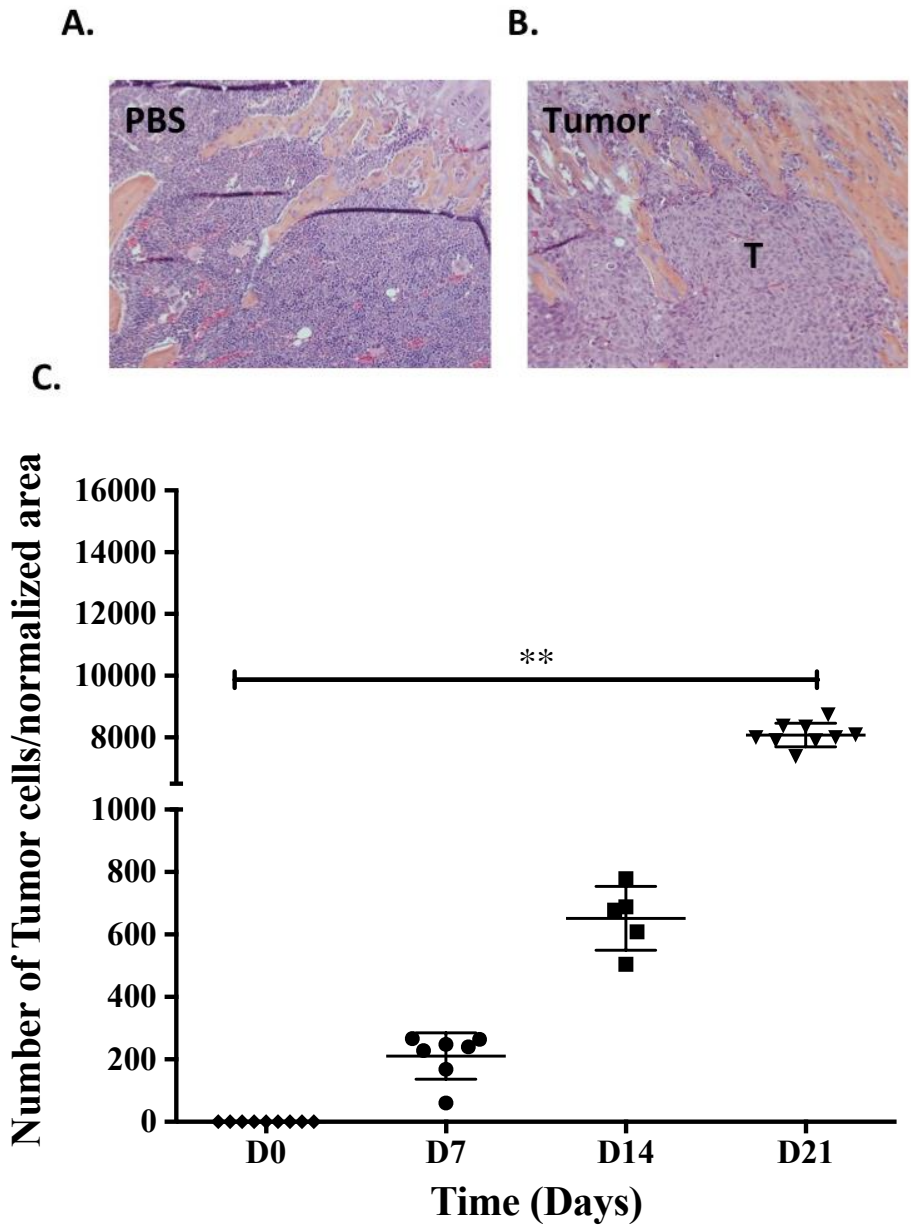 A.
B.
PBS
Tumor
T
C.
Number of Tumor cells/normalized area
16000
14000
12000
10000
8000
1000
800
600
400
200
0
**
D0
D7
D14
D21
Time (Days)